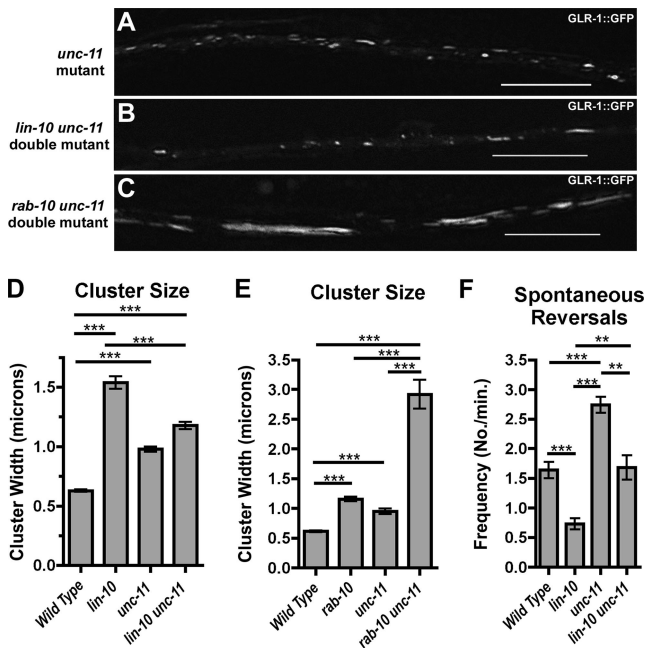 A
GLR-1::GFP
unc-11
mutant
B
GLR-1::GFP
lin-10 unc-11
double mutant
C
GLR-1::GFP
rab-10 unc-11
double mutant
D
Cluster Size
***
***
***
***
Cluster Width (microns)
1.5
1.0
0.5
0.0
Wild Type
lin-10
unc-11
lin-10 unc-11
E
Cluster Size
***
***
***
***
***
Cluster Width (microns)
3.5
3.0
2.5
2.0
1.5
1.0
0.5
0.0
Wild Type
rab-10
unc-11
rab-10 unc-11
F
Spontaneous
Reversals
**
***
**
***
***
Frequency (No./min.)
3.5
3.0
2.5
2.0
1.5
1.0
0.5
0.0
Wild Type
lin-10
unc-11
lin-10 unc-11